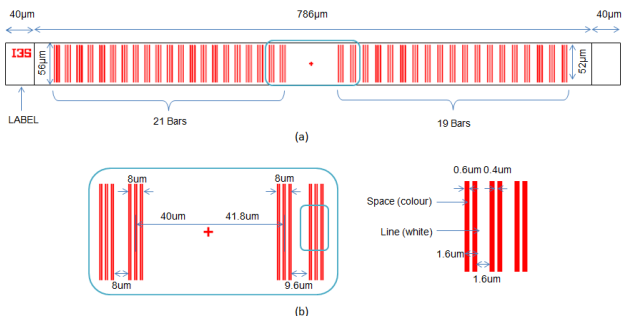 40μm 786μm 40μm
I3S 56μm 52μm
LABEL 21 Bars 19 Bars
(a)
8um 8um 0.6um 0.4um
Space (colour)
40um 41.8um
Line (white)
1.6um
8um 9.6um 1.6um
(b)